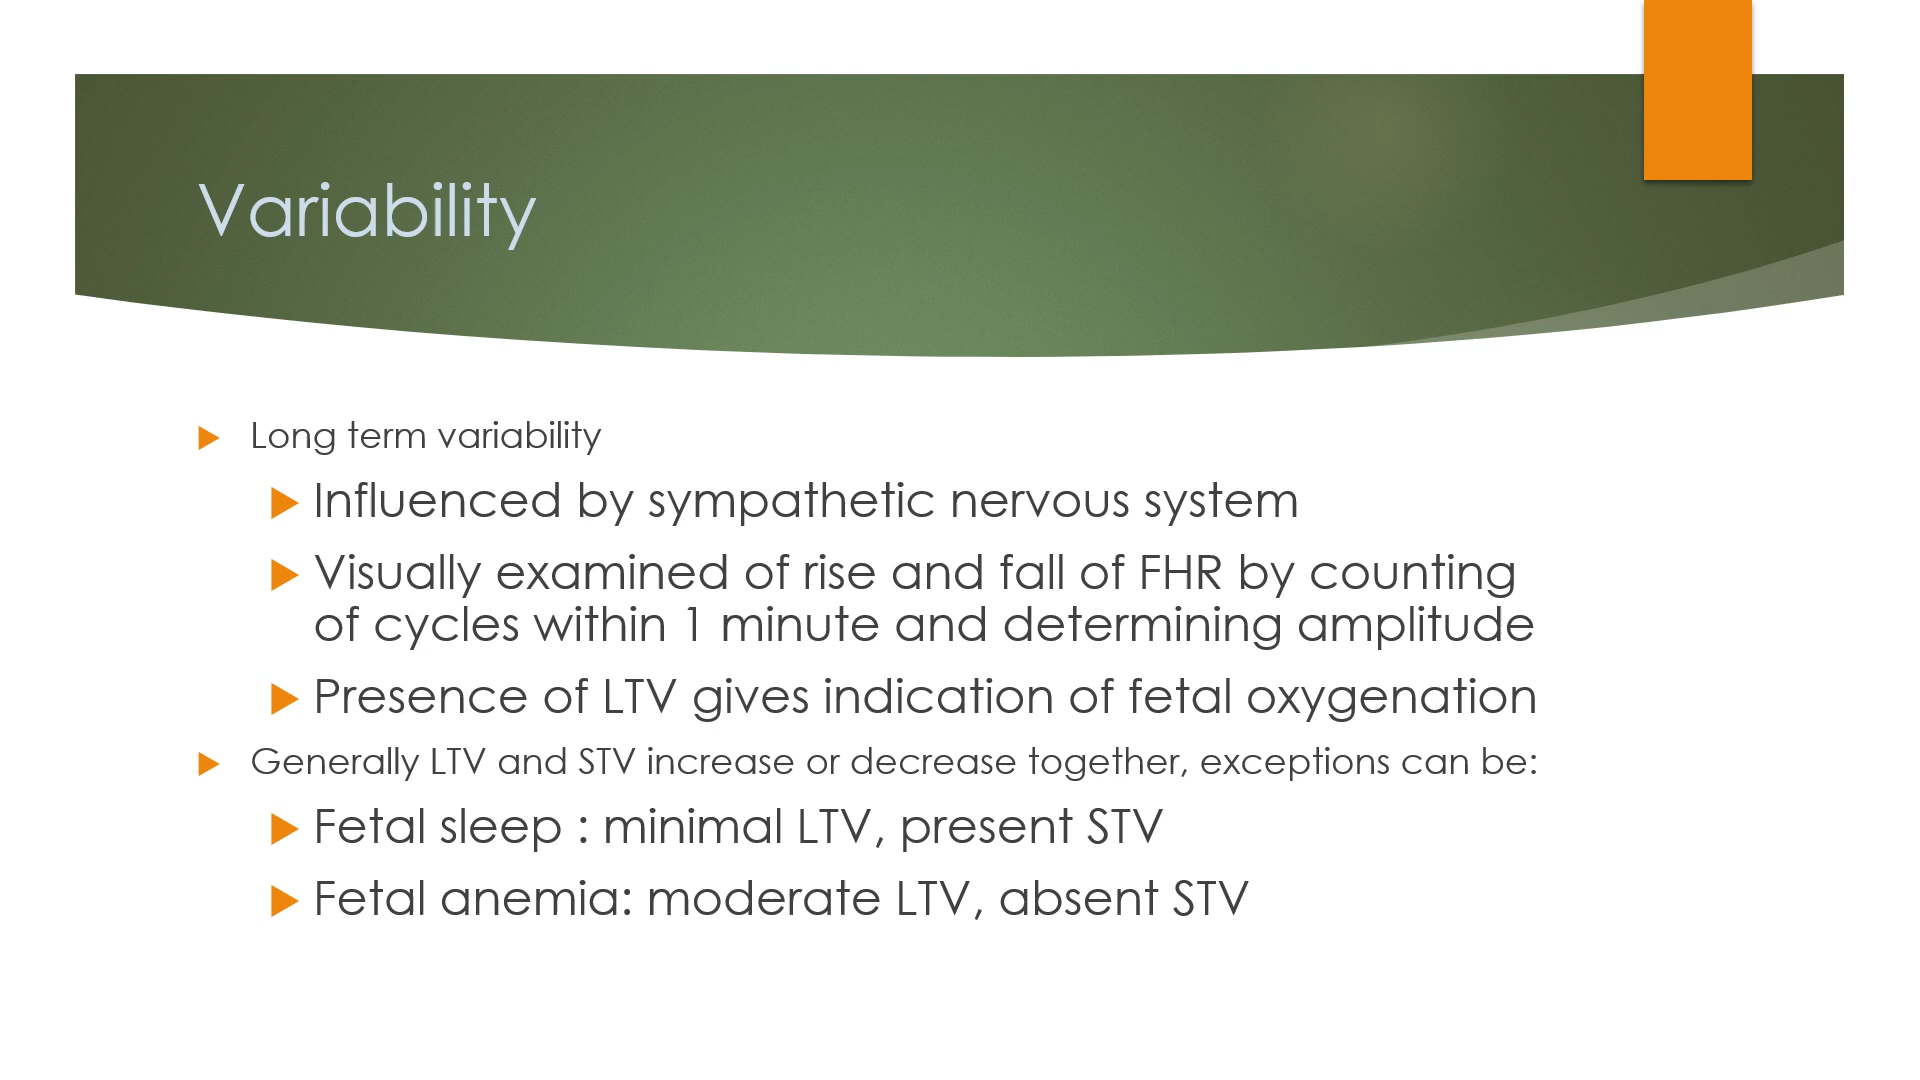 Variability
Long term variability
Influenced by sympathetic nervous system
Visually examined of rise and fall of FHR by counting
of cycles within 1 minute and determining amplitude
Presence of LTV gives indication of fetal oxygenation
Generally LTV and STV increase or decrease together, exceptions can be:
Fetal sleep : minimal LTV, present STV
Fetal anemia: moderate LTV, absent STV